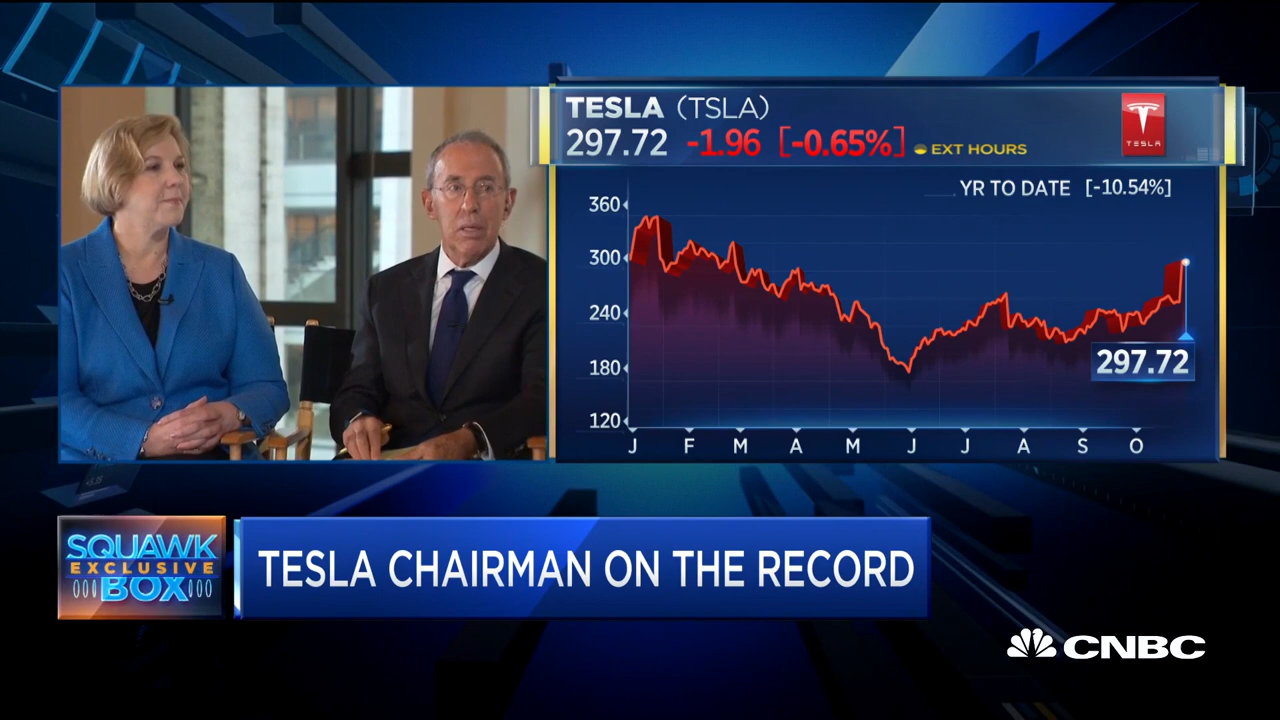 TESLA (TSLA)
297.72 -1.96 [-0.65%] EXT HOURS
TESLA
YR TO DATE [-10.54%]
360
300
240
180
120
297.72
J F M A M J J A S O
SQUAWK
EXCLUSIVE
BOX
TESLA CHAIRMAN ON THE RECORD
CNBC